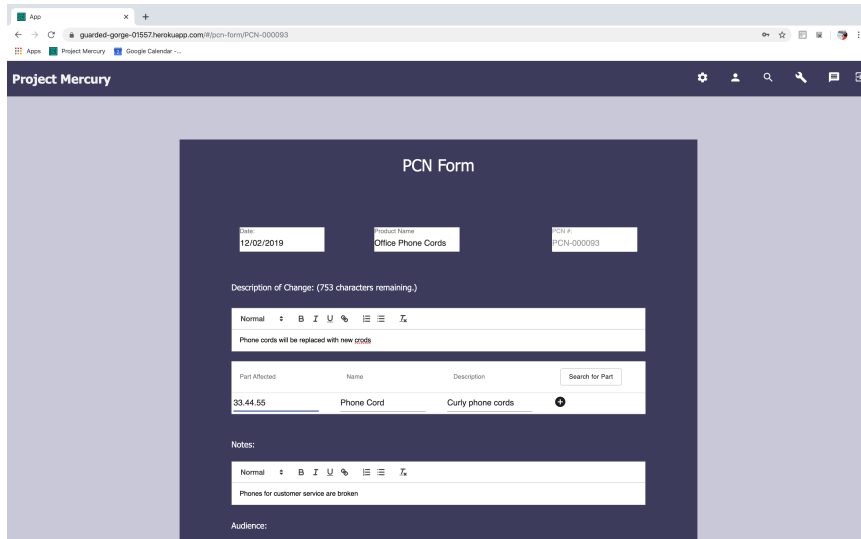 App
guarded-gorge-01557.herokuapp.com/#/pcn-form/PCN-000093
Apps Project Mercury Google Calendar -...
Project Mercury
PCN Form
Date: Product Name PCN #:
12/02/2019 Office Phone Cords PCN-000093
Description of Change: (753 characters remaining.)
Normal B I U
Phone cords will be replaced with new crods
Part Affected Name Description Search for Part
33.44.55 Phone Cord Curly phone cords
Notes:
Normal B I U
Phones for customer service are broken
Audience: